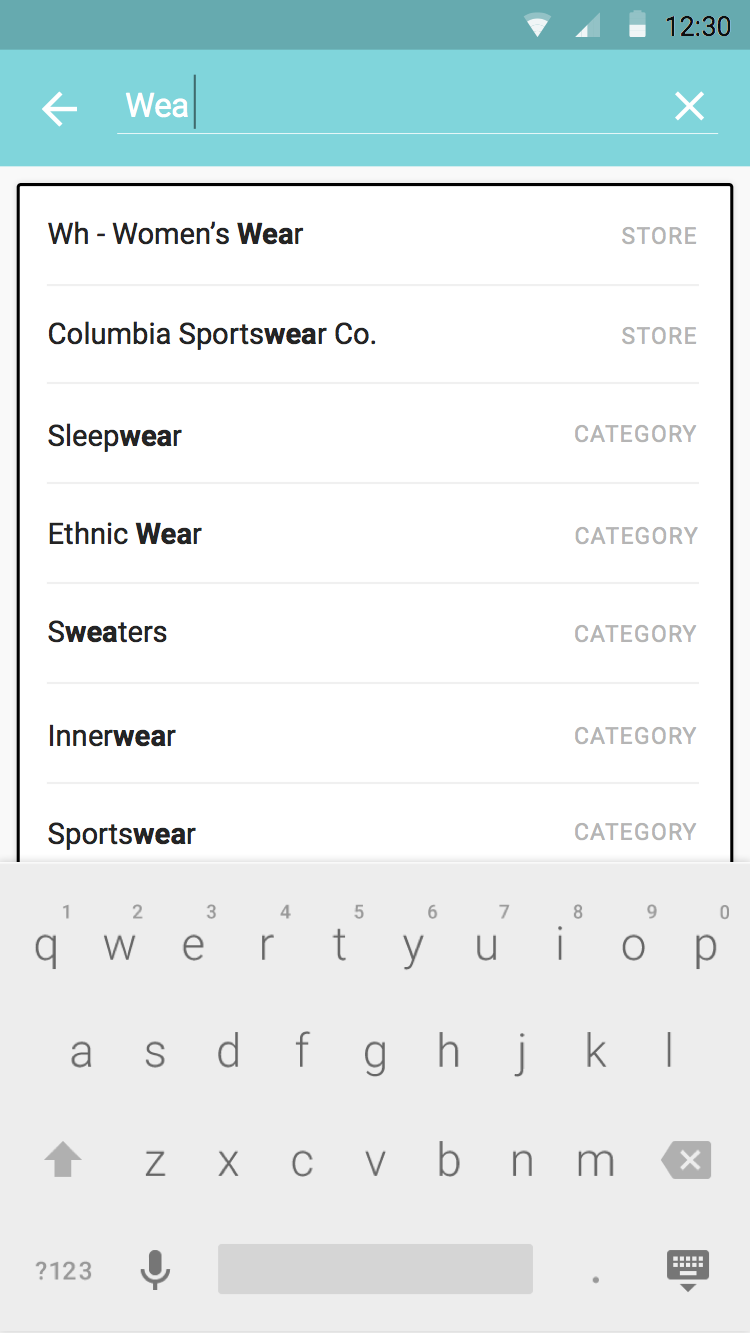 12:30
Wea
Wh - Women’s Wear STORE
Columbia Sportswear Co. STORE
Sleepwear CATEGORY
Ethnic Wear CATEGORY
Sweaters CATEGORY
Innerwear CATEGORY
Sportswear CATEGORY
1 2 3 4 5 6 7 8 9 0
q w e r t y u i o p
a s d f g h j k l
z x c v b n m
?123 .